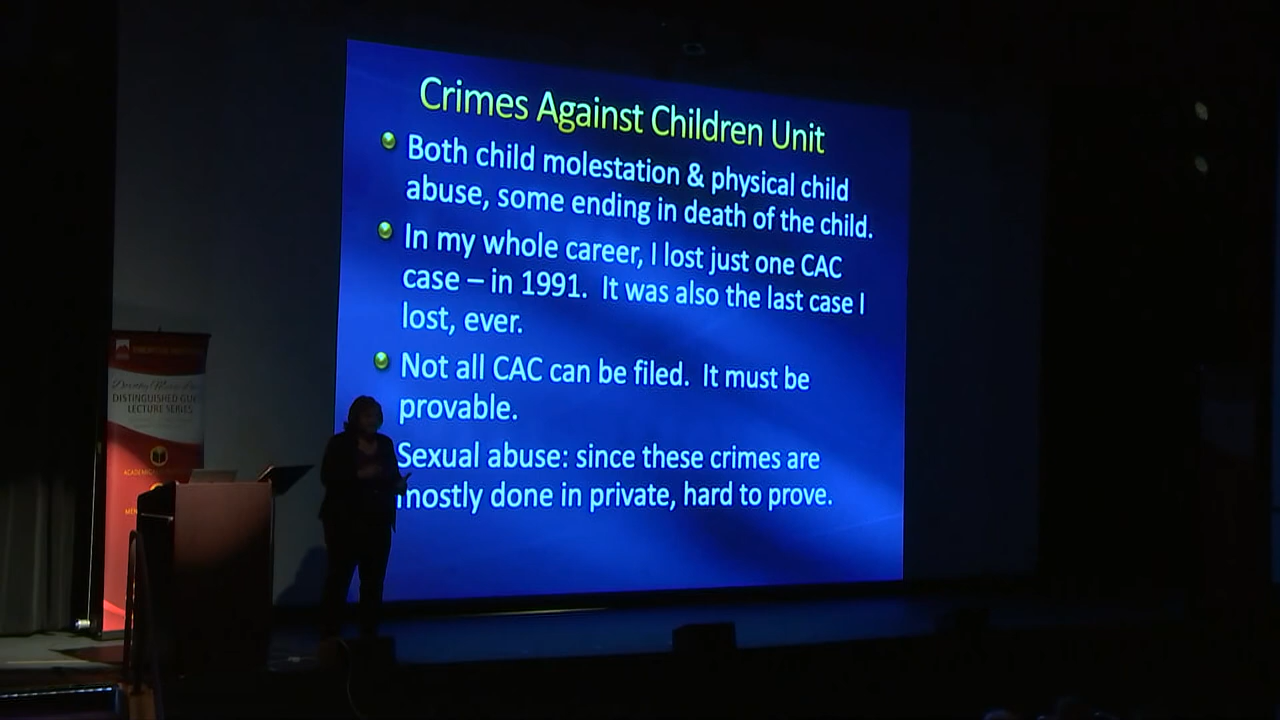 Crimes Against Children Unit
Both child molestation & physical child
abuse, some ending in death of the child.
In my whole career, I lost just one CAC
case – in 1991. It was also the last case I
lost, ever.
Not all CAC can be filed. It must be
provable.
Sexual abuse: since these crimes are
mostly done in private, hard to prove.
DISTINGUISHED
LECTURE SERIES